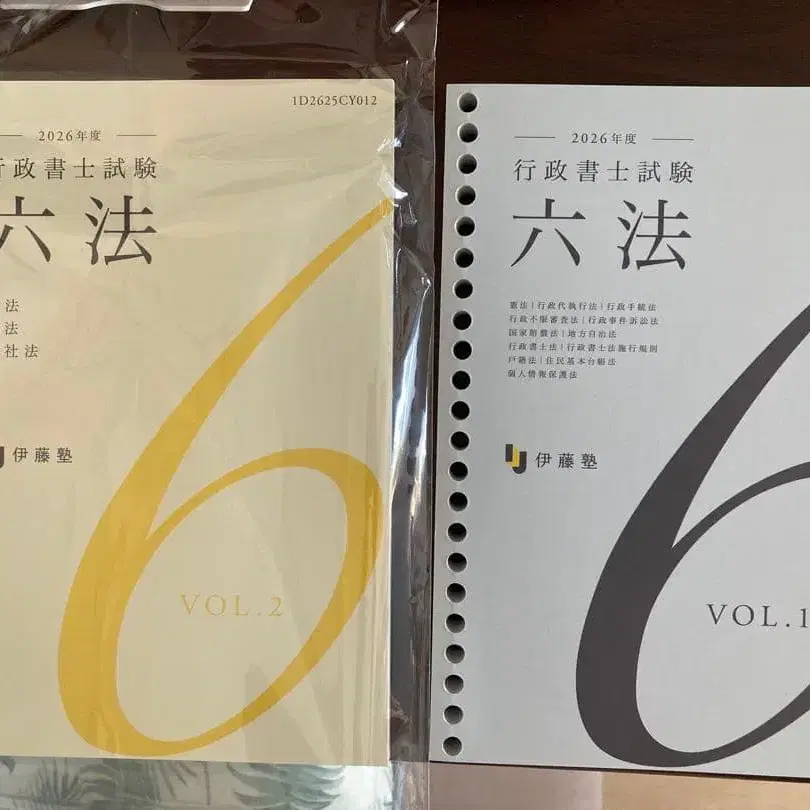 1D2625CY012
2026年度
行政書士試験
六法
法
法
社法
伊藤塾
VOL.2
2026年度
行政書士試験
六法
憲法|行政代執行法|行政手続法
行政不服審査法|行政事件訴訟法
国家賠償法|地方自治法
行政書士法|行政書士法施行規則
戸籍法|住民基本台帳法
個人情報保護法
伊藤塾
VOL.1